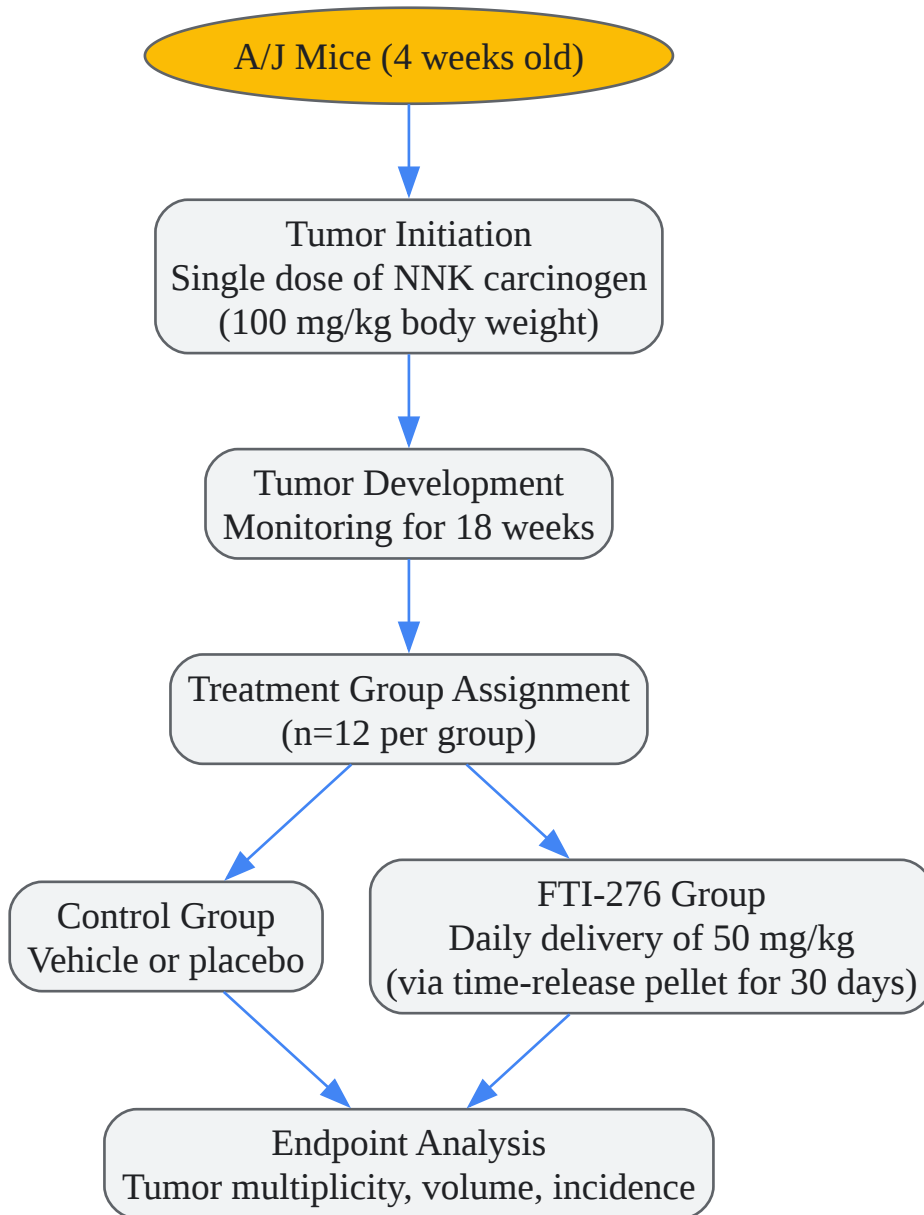 A/J Mice (4 weeks old)
Tumor Initiation
Single dose of NNK carcinogen
(100 mg/kg body weight)
Tumor Development
Monitoring for 18 weeks
Treatment Group Assignment
(n=12 per group)
Control Group
Vehicle or placebo
FTI-276 Group
Daily delivery of 50 mg/kg
(via time-release pellet for 30 days)
Endpoint Analysis
Tumor multiplicity, volume, incidence